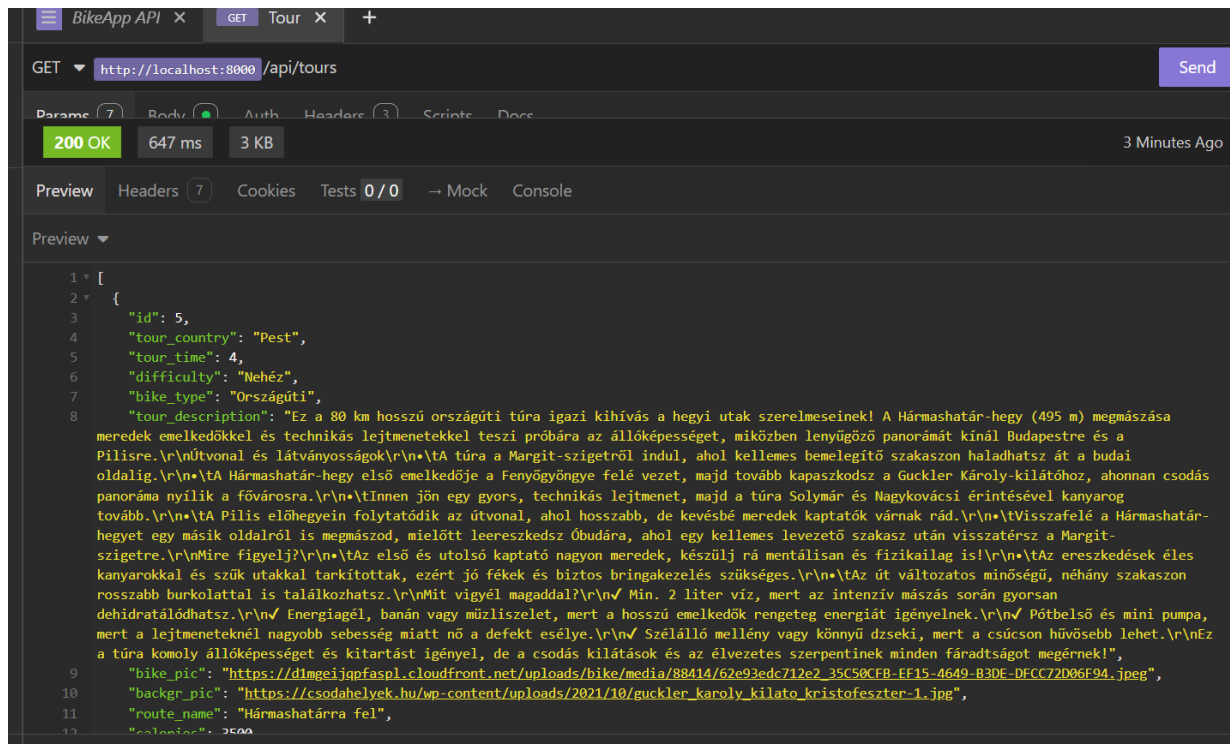 BikeApp API × GET Tour × +
GET http://localhost:8000 /api/tours Send
Params 7 Body Auth Headers 3 Scripts Docs
200 OK 647 ms 3 KB 3 Minutes Ago
Preview Headers 7 Cookies Tests 0 / 0 → Mock Console
Preview
1 [
2 {
3 "id": 5,
4 "tour_country": "Pest",
5 "tour_time": 4,
6 "difficulty": "Nehéz",
7 "bike_type": "Országúti",
8 "tour_description": "Ez a 80 km hosszú országúti túra igazi kihívás a hegyi utak szerelmeseinek! A Hármashatár-hegy (495 m) megmászása
meredek emelkedőkkel és technikás lejtmenetekkel teszi próbára az állóképességet, miközben lenyűgöző panorámát kínál Budapestre és a
Pilisre.\r\nÚtvonal és látványosságok\r\n•\tA túra a Margit-szigetről indul, ahol kellemes bemelegítő szakaszon haladhatsz át a budai
oldalig.\r\n•\tA Hármashatár-hegy első emelkedője a Fenyőgyöngye felé vezet, majd tovább kapaszkodsz a Guckler Károly-kilátóhoz, ahonnan csodás
panoráma nyílik a fővárosra.\r\n•\tInnen jön egy gyors, technikás lejtmenet, majd a túra Solymár és Nagykovácsi érintésével kanyarog
tovább.\r\n•\tA Pilis előhegyein folytatódik az útvonal, ahol hosszabb, de kevésbé meredek kaptatók várnak rád.\r\n•\tVisszafelé a Hármashatár-
hegyet egy másik oldalról is megmászod, mielőtt leereszkedsz Óbudára, ahol egy kellemes levezető szakasz után visszatérsz a Margit-
szigetre.\r\nMire figyelj?\r\n•\tAz első és utolsó kaptató nagyon meredek, készülj rá mentálisan és fizikailag is!\r\n•\tAz ereszkedések éles
kanyarokkal és szűk utakkal tarkítottak, ezért jó fékek és biztos bringakezelés szükséges.\r\n•\tAz út változatos minőségű, néhány szakaszon
rosszabb burkolattal is találkozhatsz.\r\nMit vigyél magaddal?\r\n✓ Min. 2 liter víz, mert az intenzív mászás során gyorsan
dehidratálódhatsz.\r\n✓ Energiagél, banán vagy müzliszelet, mert a hosszú emelkedők rengeteg energiát igényelnek.\r\n✓ Pótbelső és mini pumpa,
mert a lejtmeneteknél nagyobb sebesség miatt nő a defekt esélye.\r\n✓ Szélálló mellény vagy könnyű dzseki, mert a csúcson hűvösebb lehet.\r\nEz
a túra komoly állóképességet és kitartást igényel, de a csodás kilátások és az élvezetes szerpentinek minden fáradtságot megérnek!",
9 "bike_pic": "https://d1mgeijqpfaspl.cloudfront.net/uploads/bike/media/88414/62e93edc712e2_35C50CFB-EF15-4649-B3DE-DFCC72D06F94.jpeg",
10 "backgr_pic": "https://csodahelyek.hu/wp-content/uploads/2021/10/guckler_karoly_kilato_kristofeszter-1.jpg",
11 "route_name": "Hármashatárra fel",
12 "calories": 3500